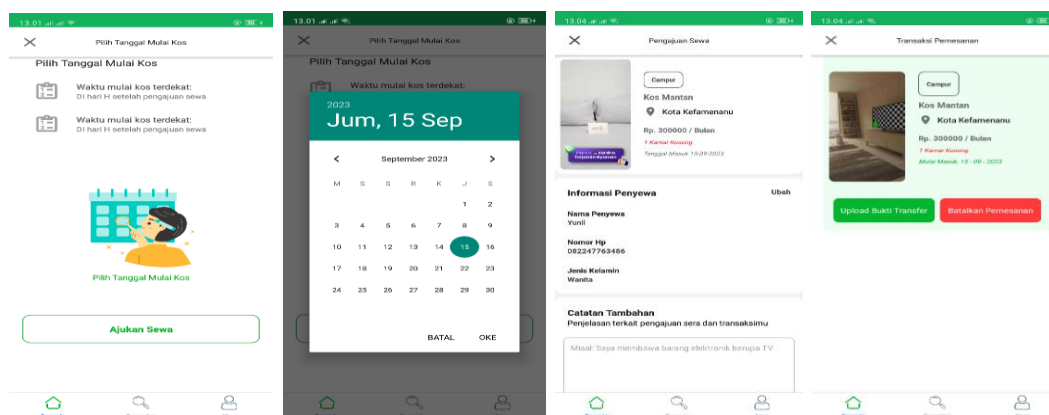 13.01
Pilih Tanggal Mulai Kos
Pilih Tanggal Mulai Kos
Waktu mulai kos terdekat:
Di hari H setelah pengajuan sewa
Waktu mulai kos terdekat:
Di hari H setelah pengajuan sewa
Pilih Tanggal Mulai Kos
Ajukan Sewa
13.01
Pilih Tanggal Mulai Kos
Pilih Tanggal Mulai Kos
Waktu mulai kos terdekat:
2023
Jum, 15 Sep
September 2023
M S S R K J S
1 2
3 4 5 6 7 8 9
10 11 12 13 14 15 16
17 18 19 20 21 22 23
24 25 26 27 28 29 30
BATAL OKE
13.04
Pengajuan Sewa
Campur
Kos Mantan
Kota Kefamenanu
Rp. 300000 / Bulan
1 Kamar Kosong
Tanggal Masuk 15-09-2023
Informasi Penyewa Ubah
Nama Penyewa
Yunii
Nomor Hp
082247763486
Jenis Kelamin
Wanita
Catatan Tambahan
Penjelasan terkait pengajuan sera dan transaksimu
Misal: Saya membawa barang elektronik berupa TV
13.04
Transaksi Pemesanan
Campur
Kos Mantan
Kota Kefamenanu
Rp. 300000 / Bulan
1 Kamar Kosong
Mulai Masuk, 15 - 09 - 2023
Upload Bukti Transfer Batalkan Pemesanan